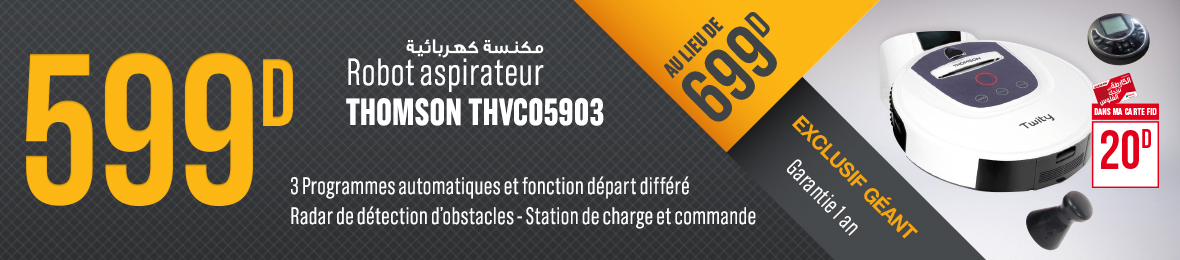 599D
مكنسة كهربائية
Robot aspirateur
THOMSON THVC05903
3 Programmes automatiques et fonction départ différé
Radar de détection d'obstacles - Station de charge et commande
AU LIEU DE
699D
EXCLUSIF GÉANT
Garantie 1 an
THOMSON
Twity
DANS MA CARTE FID
20D